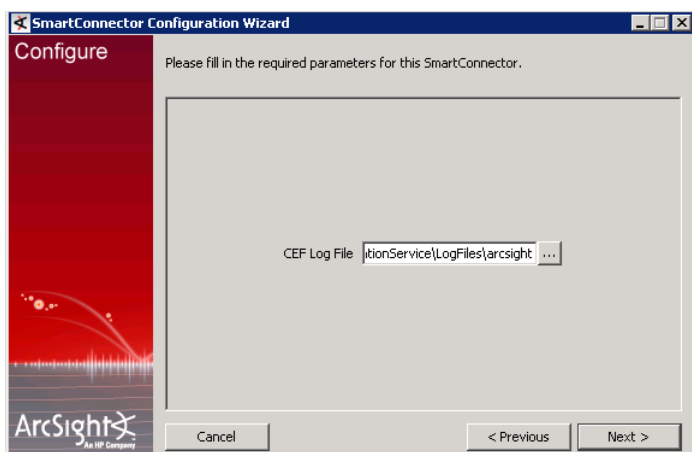 SmartConnector Configuration Wizard
Configure
Please fill in the required parameters for this SmartConnector.
CEF Log File
itionService\LogFiles\arcsight
...
ArcSight
An HP Company
Cancel
< Previous
Next >